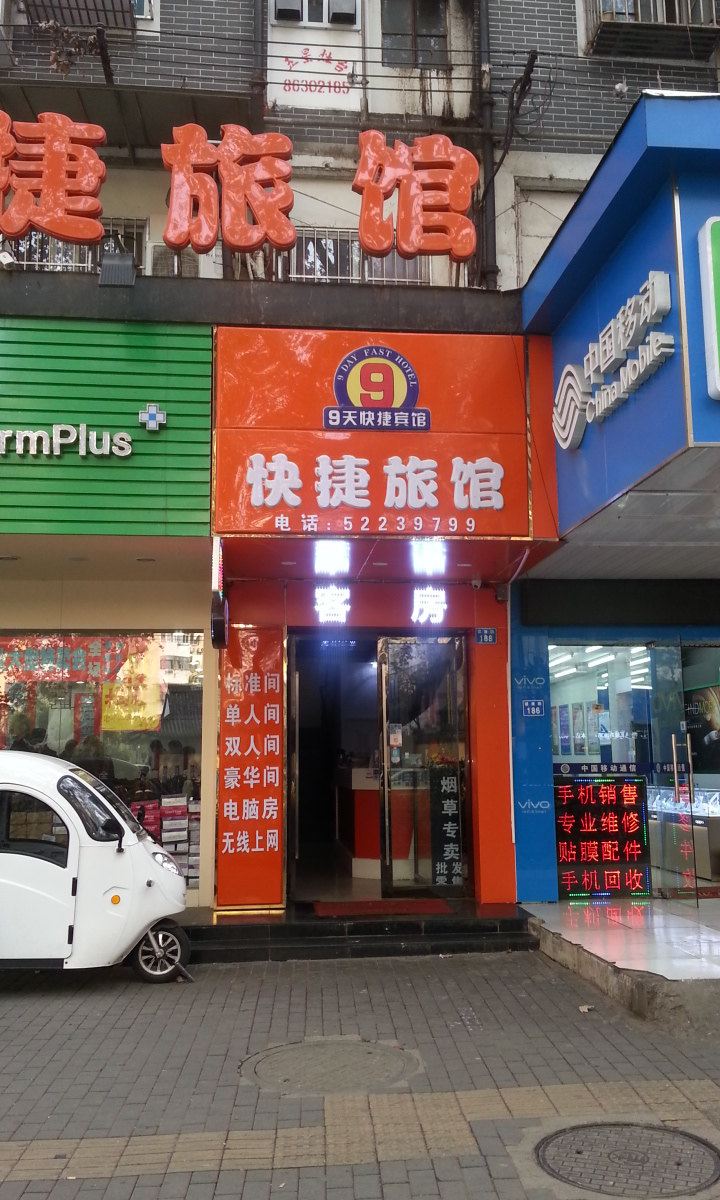 86302185
捷旅馆
9 DAY FAST HOTEL
9
9天快捷宾馆
快捷旅馆
电话:52239799
rmPlus
中国移动
China Mobile
客房
188
标准间
单人间
双人间
豪华间
电脑房
无线上网
烟草专卖
批发
零售
vivo
186
vivo
中国移动通信
手机销售
专业维修
贴膜配件
手机回收